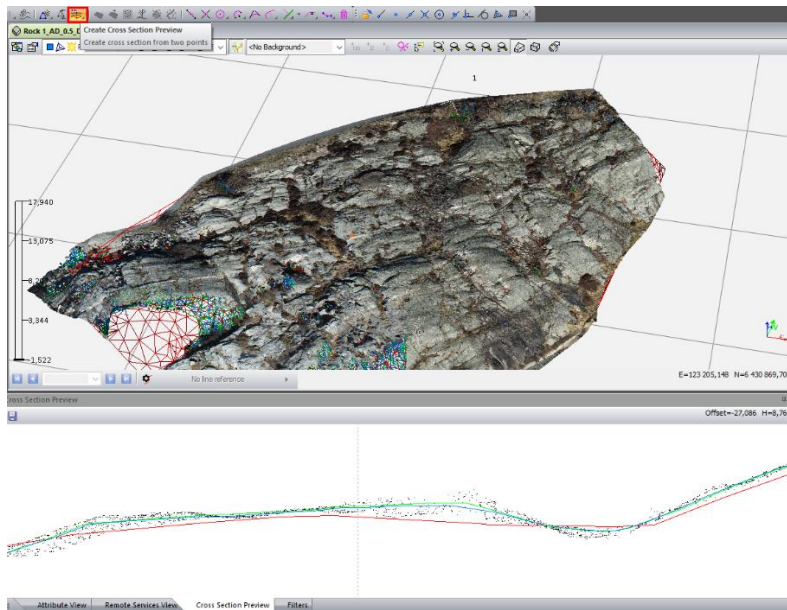 Create Cross Section Preview
Create cross section from two points
Rock 1_AD_0.5_D
<No Background>
1
17,940
13,075
3,344
-1,522
No line reference
E=123 205,148 N=6 430 869,70
Cross Section Preview
Offset=-27,086 H=8,76
Attribute View
Remote Services View
Cross Section Preview
Filters